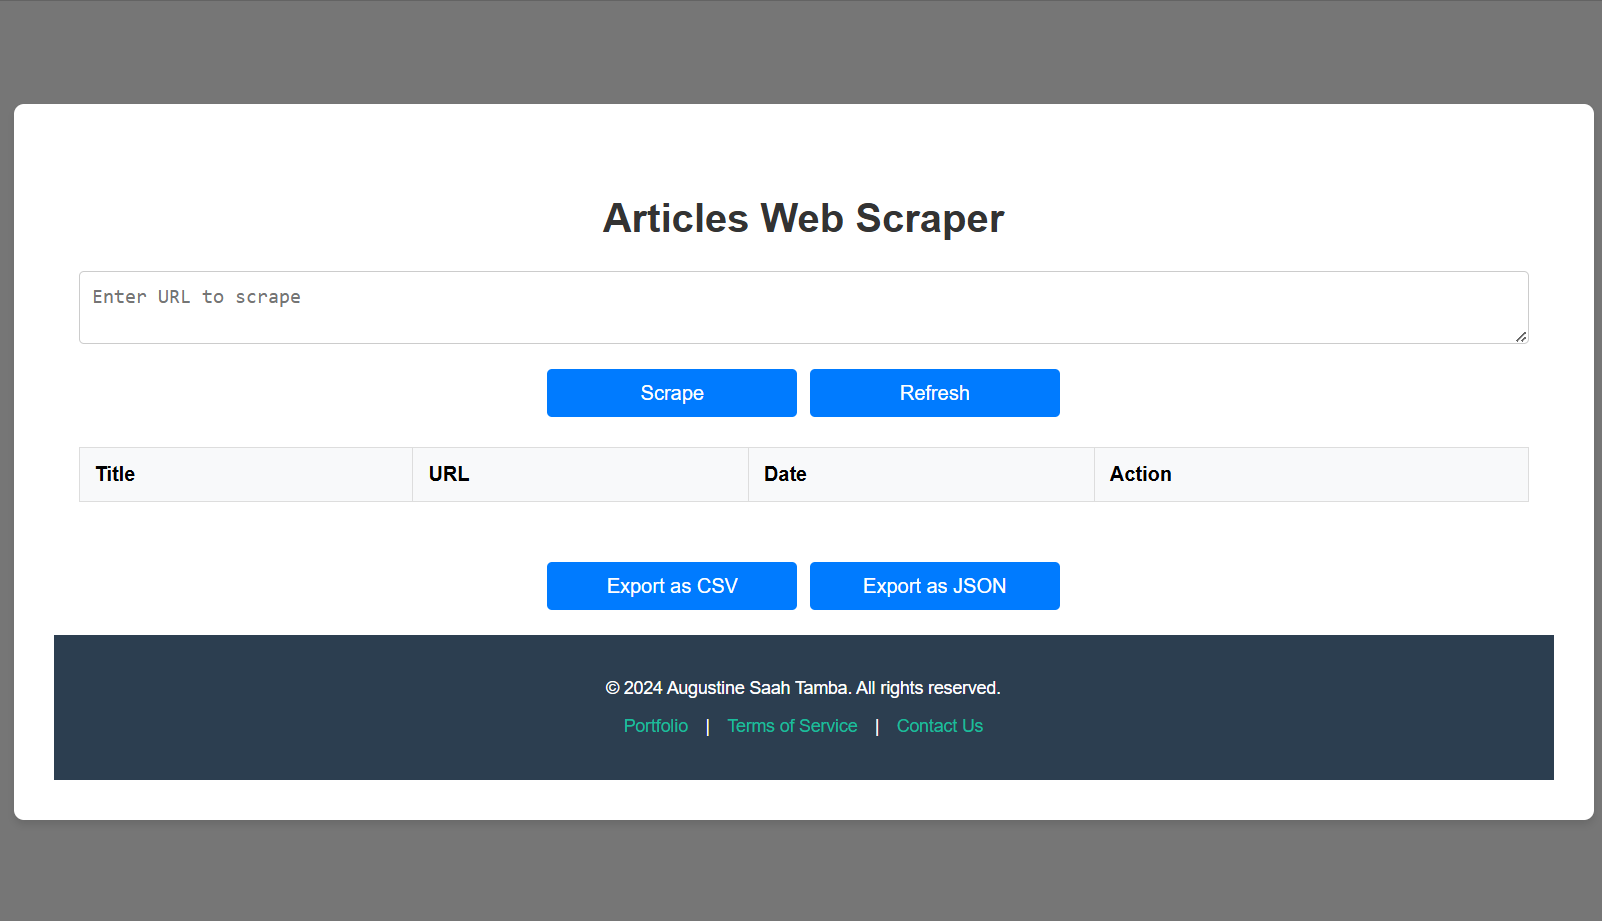 Articles Web Scraper
Enter URL to scrape
Scrape Refresh
Title URL Date Action
Export as CSV Export as JSON
© 2024 Augustine Saah Tamba. All rights reserved.
Portfolio | Terms of Service | Contact Us